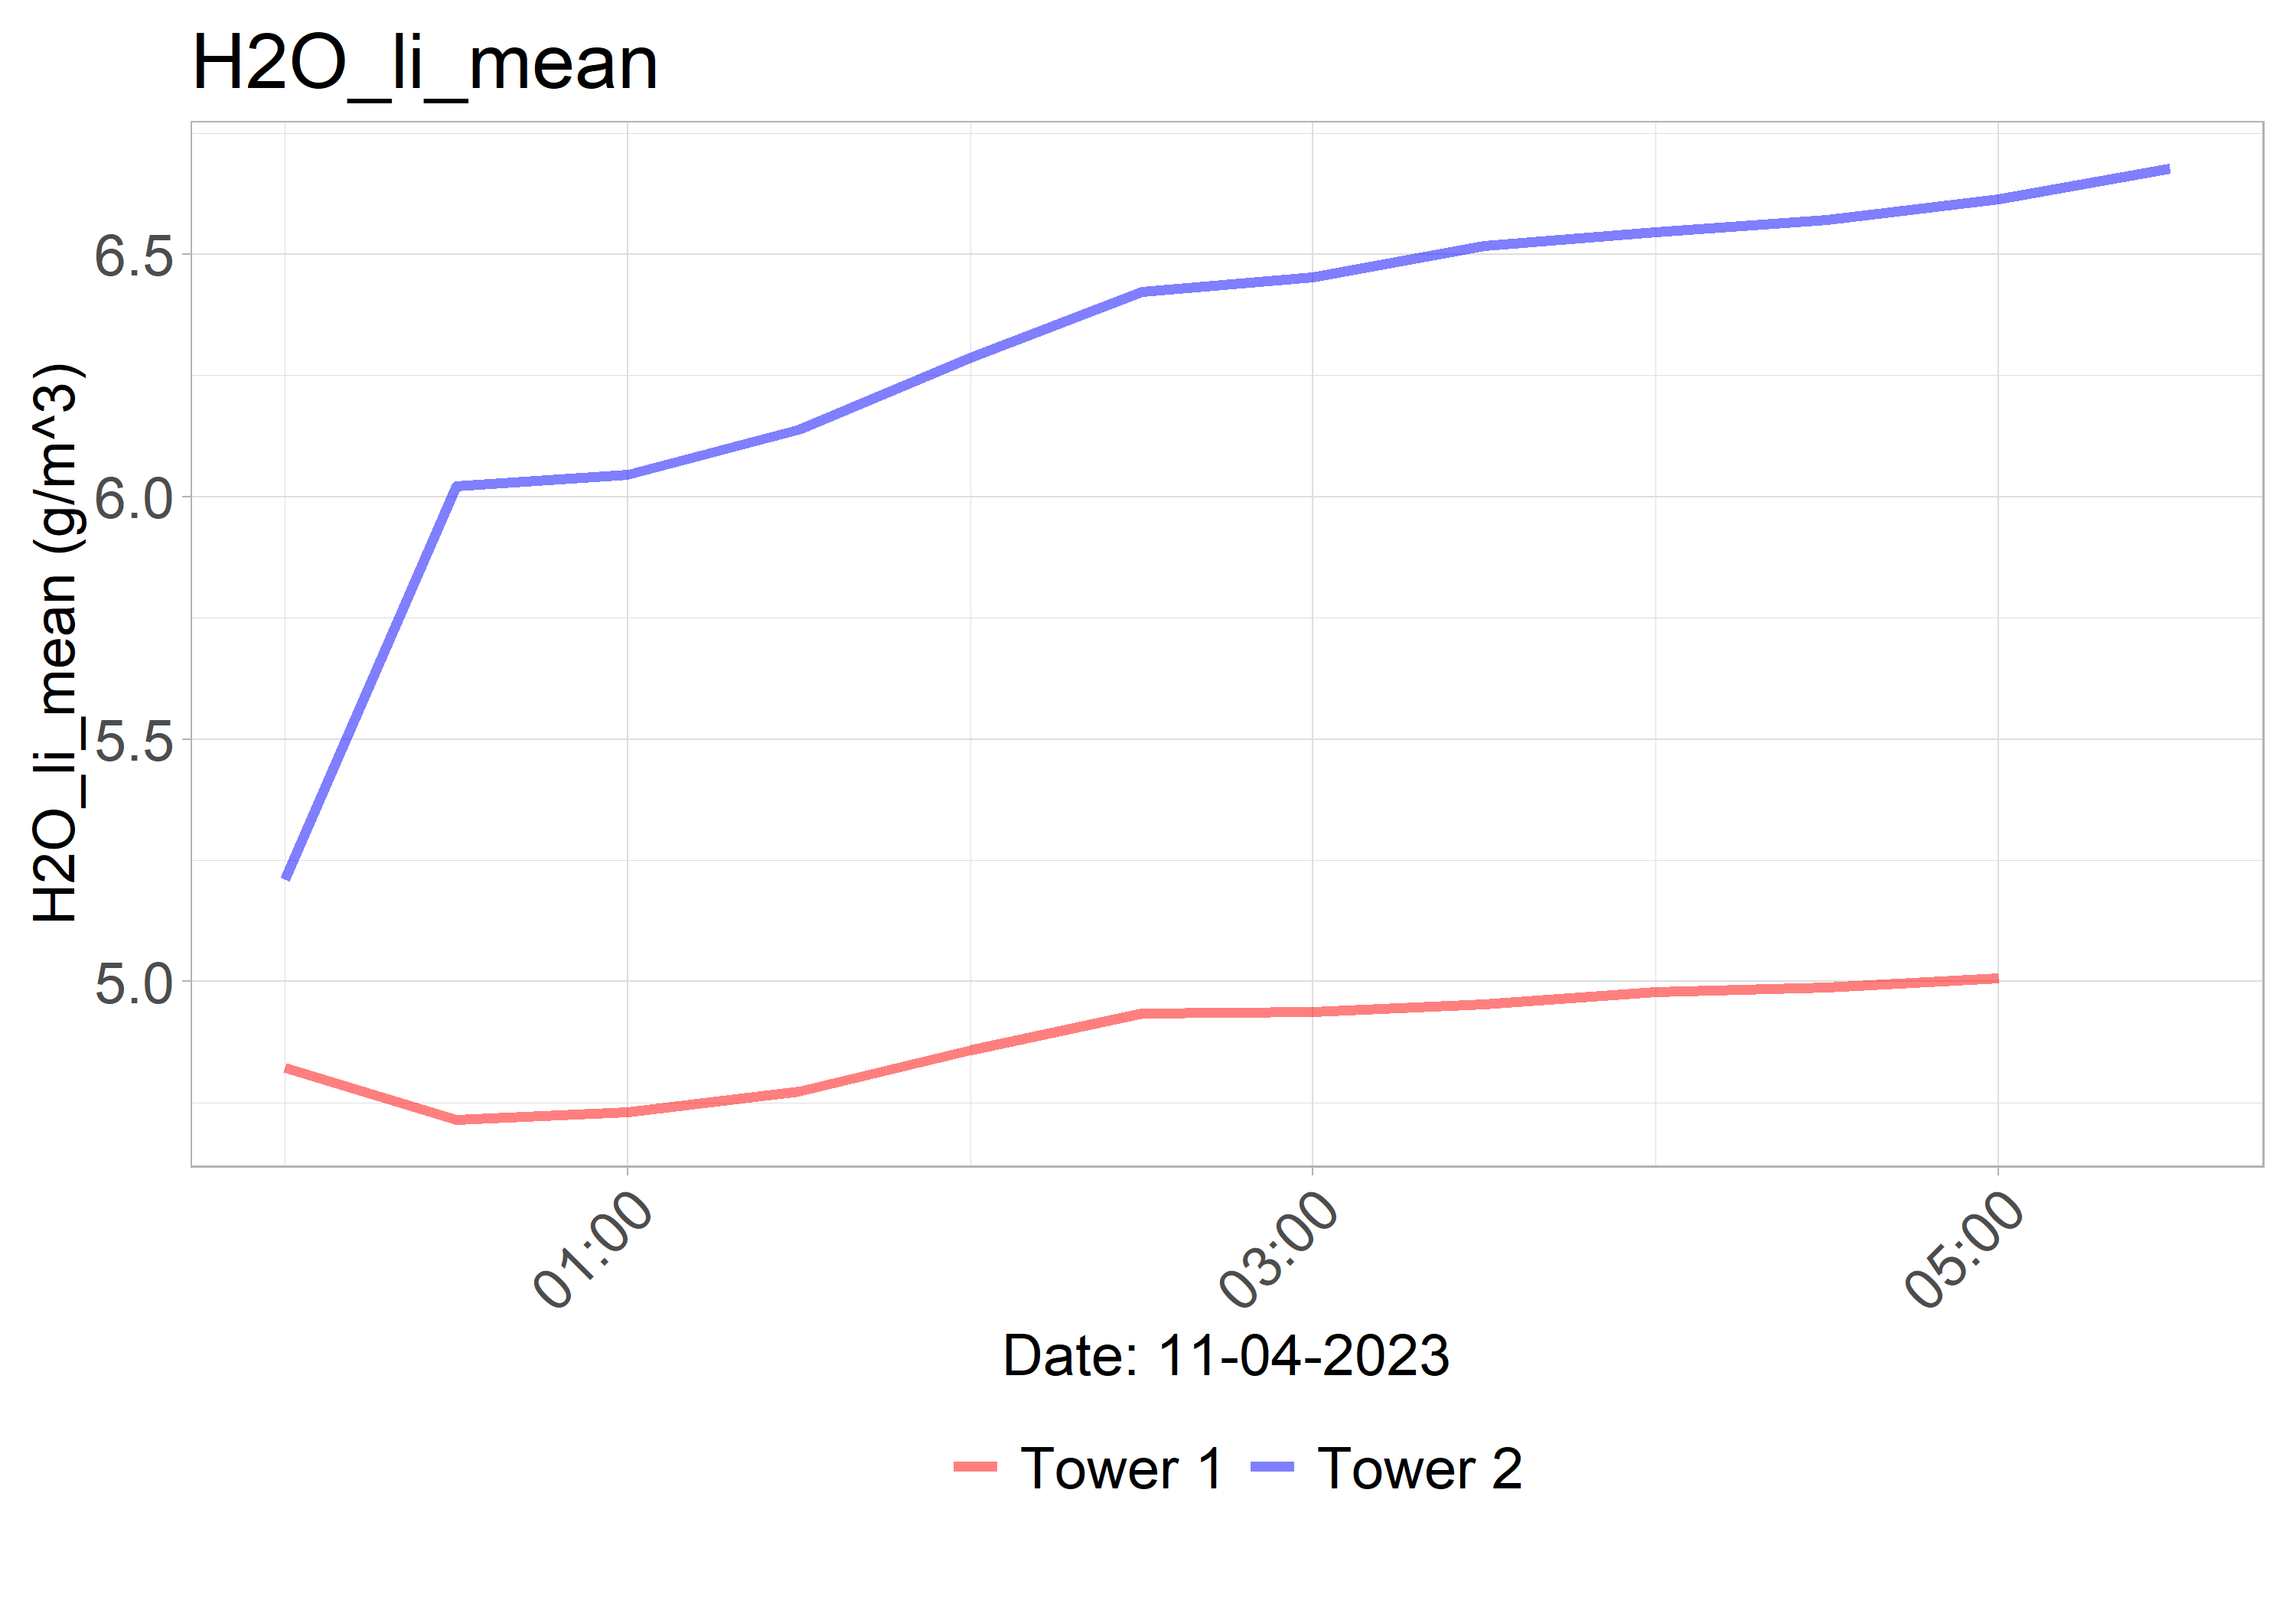 H2O_li_mean
H2O_li_mean (g/m^3)
6.5
6.0
5.5
5.0
01:00
03:00
05:00
Date: 11-04-2023
Tower 1
Tower 2